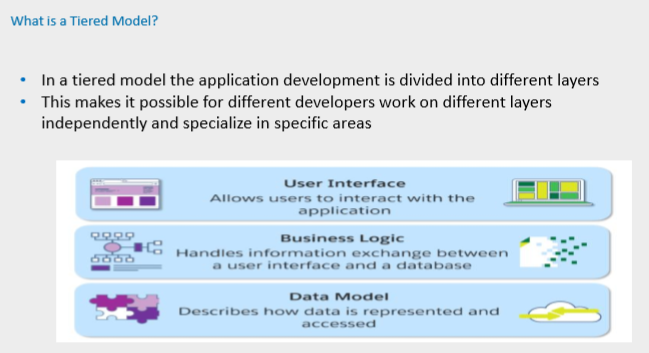 What is a Tiered Model?
• In a tiered model the application development is divided into different layers
• This makes it possible for different developers work on different layers
independently and specialize in specific areas
User Interface
Allows users to interact with the
application
Business Logic
Handles information exchange between
a user interface and a database
Data Model
Describes how data is represented and
accessed